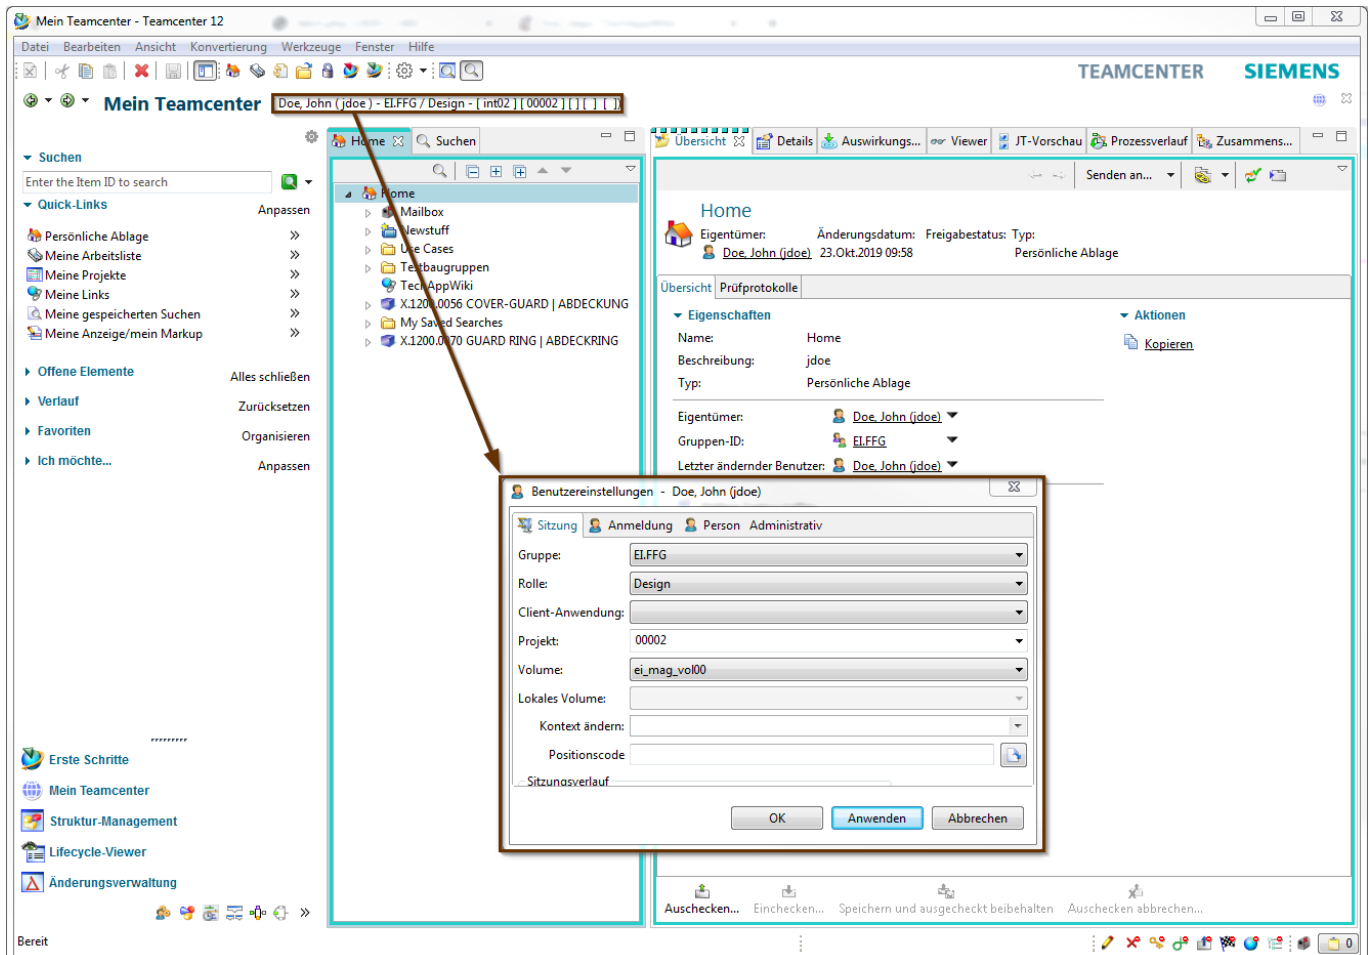 Mein Teamcenter - Teamcenter 12
Datei Bearbeiten Ansicht Konvertierung Werkzeuge Fenster Hilfe
TEAMCENTER SIEMENS
Mein Teamcenter Doe, John ( jdoe ) - EI.FFG / Design - [ int02 ] [ 00002 ] [ ] [ ] [ ]
Suchen
Enter the Item ID to search
Quick-Links Anpassen
Persönliche Ablage
Meine Arbeitsliste
Meine Projekte
Meine Links
Meine gespeicherten Suchen
Meine Anzeige/mein Markup
Offene Elemente Alles schließen
Verlauf Zurücksetzen
Favoriten Organisieren
Ich möchte... Anpassen
Erste Schritte
Mein Teamcenter
Struktur-Management
Lifecycle-Viewer
Änderungsverwaltung
Bereit
Home Suchen
Home
Mailbox
Newstuff
Use Cases
Testbaugruppen
TechAppWiki
X.1200.0056 COVER-GUARD | ABDECKUNG
My Saved Searches
X.1200.0070 GUARD RING | ABDECKRING
Übersicht Details Auswirkungs... Viewer JT-Vorschau Prozessverlauf Zusammens...
Senden an...
Home
Eigentümer: Änderungsdatum: Freigabestatus: Typ:
Doe, John (jdoe) 23.Okt.2019 09:58 Persönliche Ablage
Übersicht Prüfprotokolle
Eigenschaften Aktionen
Name: Home Kopieren
Beschreibung: jdoe
Typ: Persönliche Ablage
Eigentümer: Doe, John (jdoe)
Gruppen-ID: EI.FFG
Letzter ändernder Benutzer: Doe, John (jdoe)
Benutzereinstellungen - Doe, John (jdoe)
Sitzung Anmeldung Person Administrativ
Gruppe: EI.FFG
Rolle: Design
Client-Anwendung:
Projekt: 00002
Volume: ei_mag_vol00
Lokales Volume:
Kontext ändern:
Positionscode
Sitzungsverlauf
OK Anwenden Abbrechen
Auschecken... Einchecken... Speichern und ausgecheckt beibehalten Auschecken abbrechen...
0